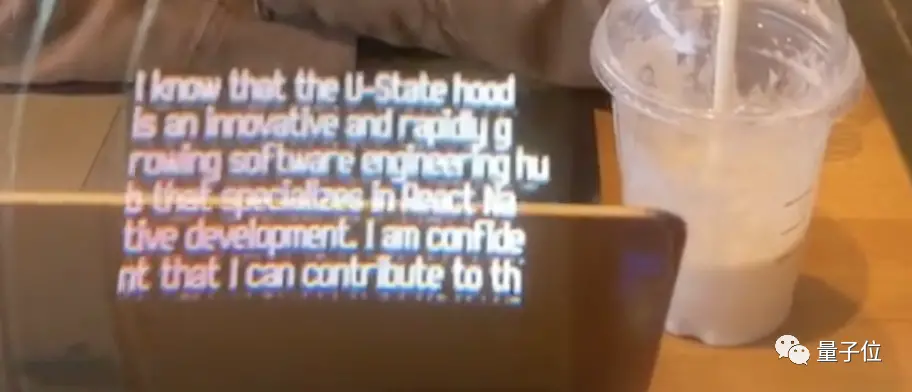 I know that the U-State hood
is an innovative and rapidly g
rowing software engineering hu
b that specializes in React Na
tive development. I am confide
nt that I can contribute to th
量子位